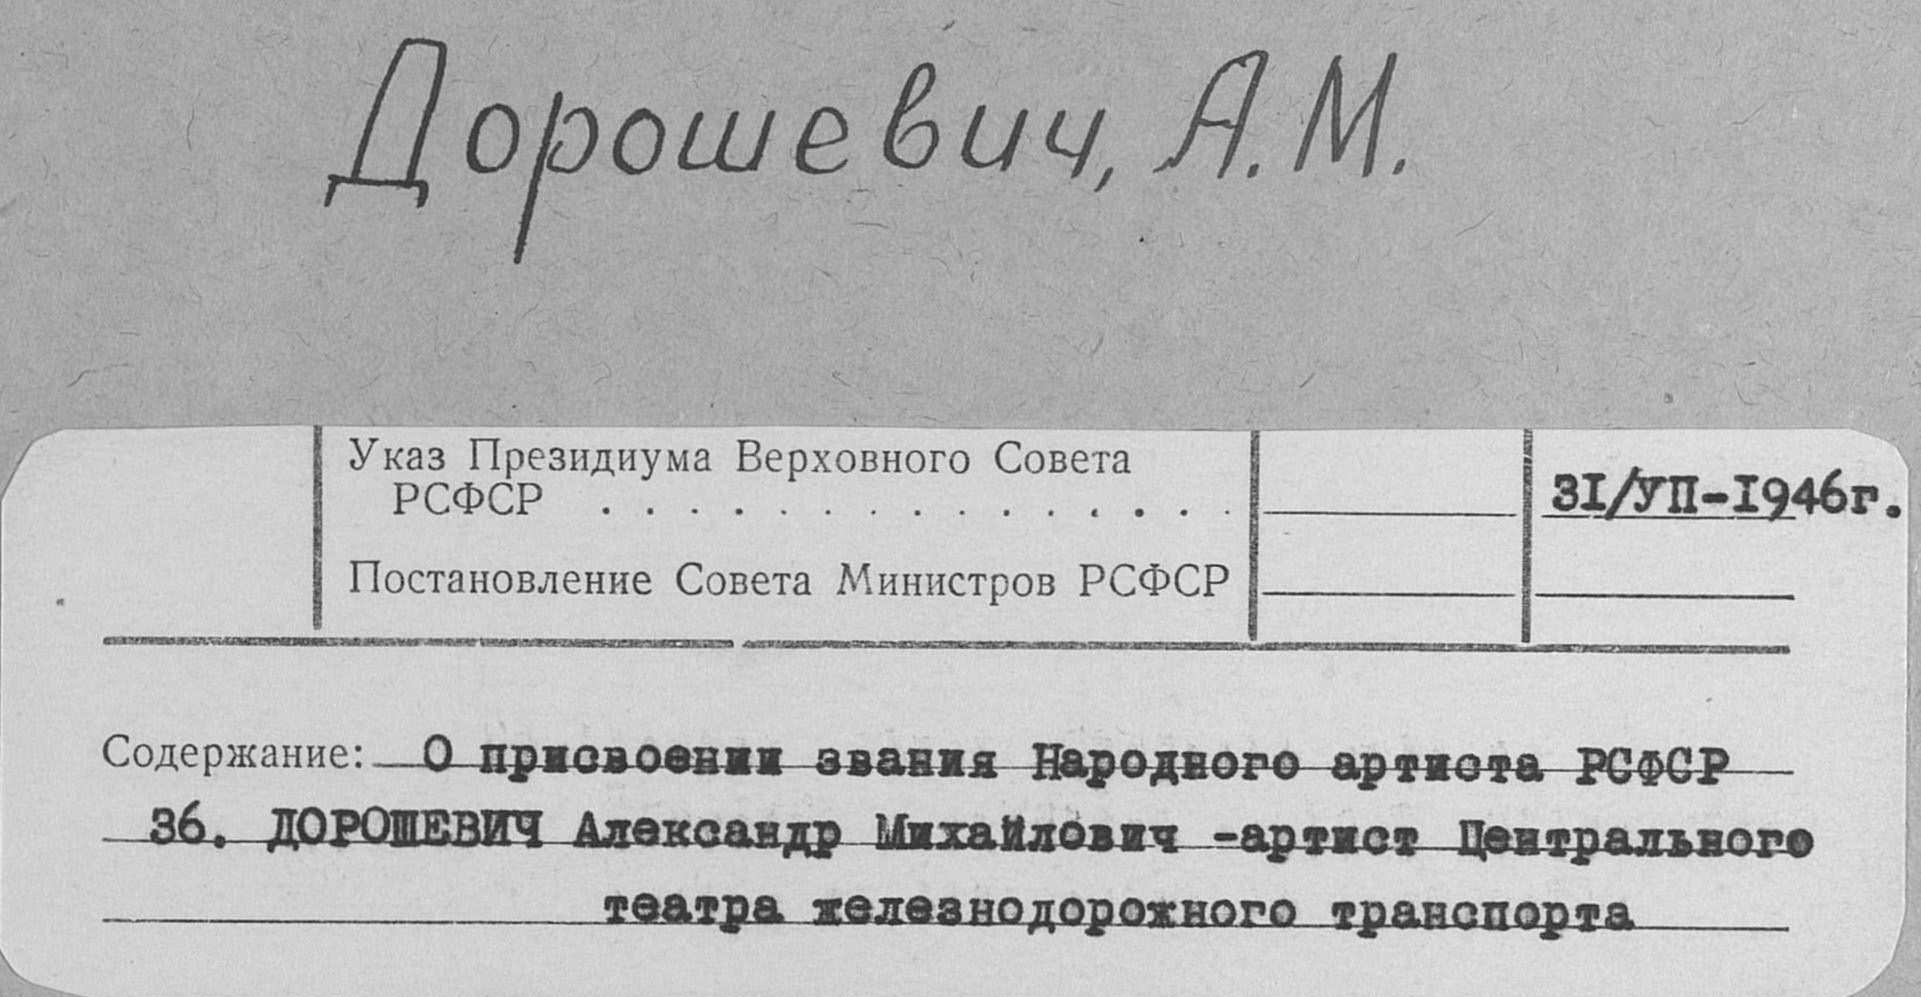 Дорошевич, А.М.
Указ Президиума Верховного Совета
РСФСР . . . . . . . . . . . . . . . 31/УП-1946г.
Постановление Совета Министров РСФСР
Содержание: О присвоении звания Народного артиста РСФСР
36. ДОРОШЕВИЧ Александр Михайлович -артист Центрального
театра железнодорожного транспорта